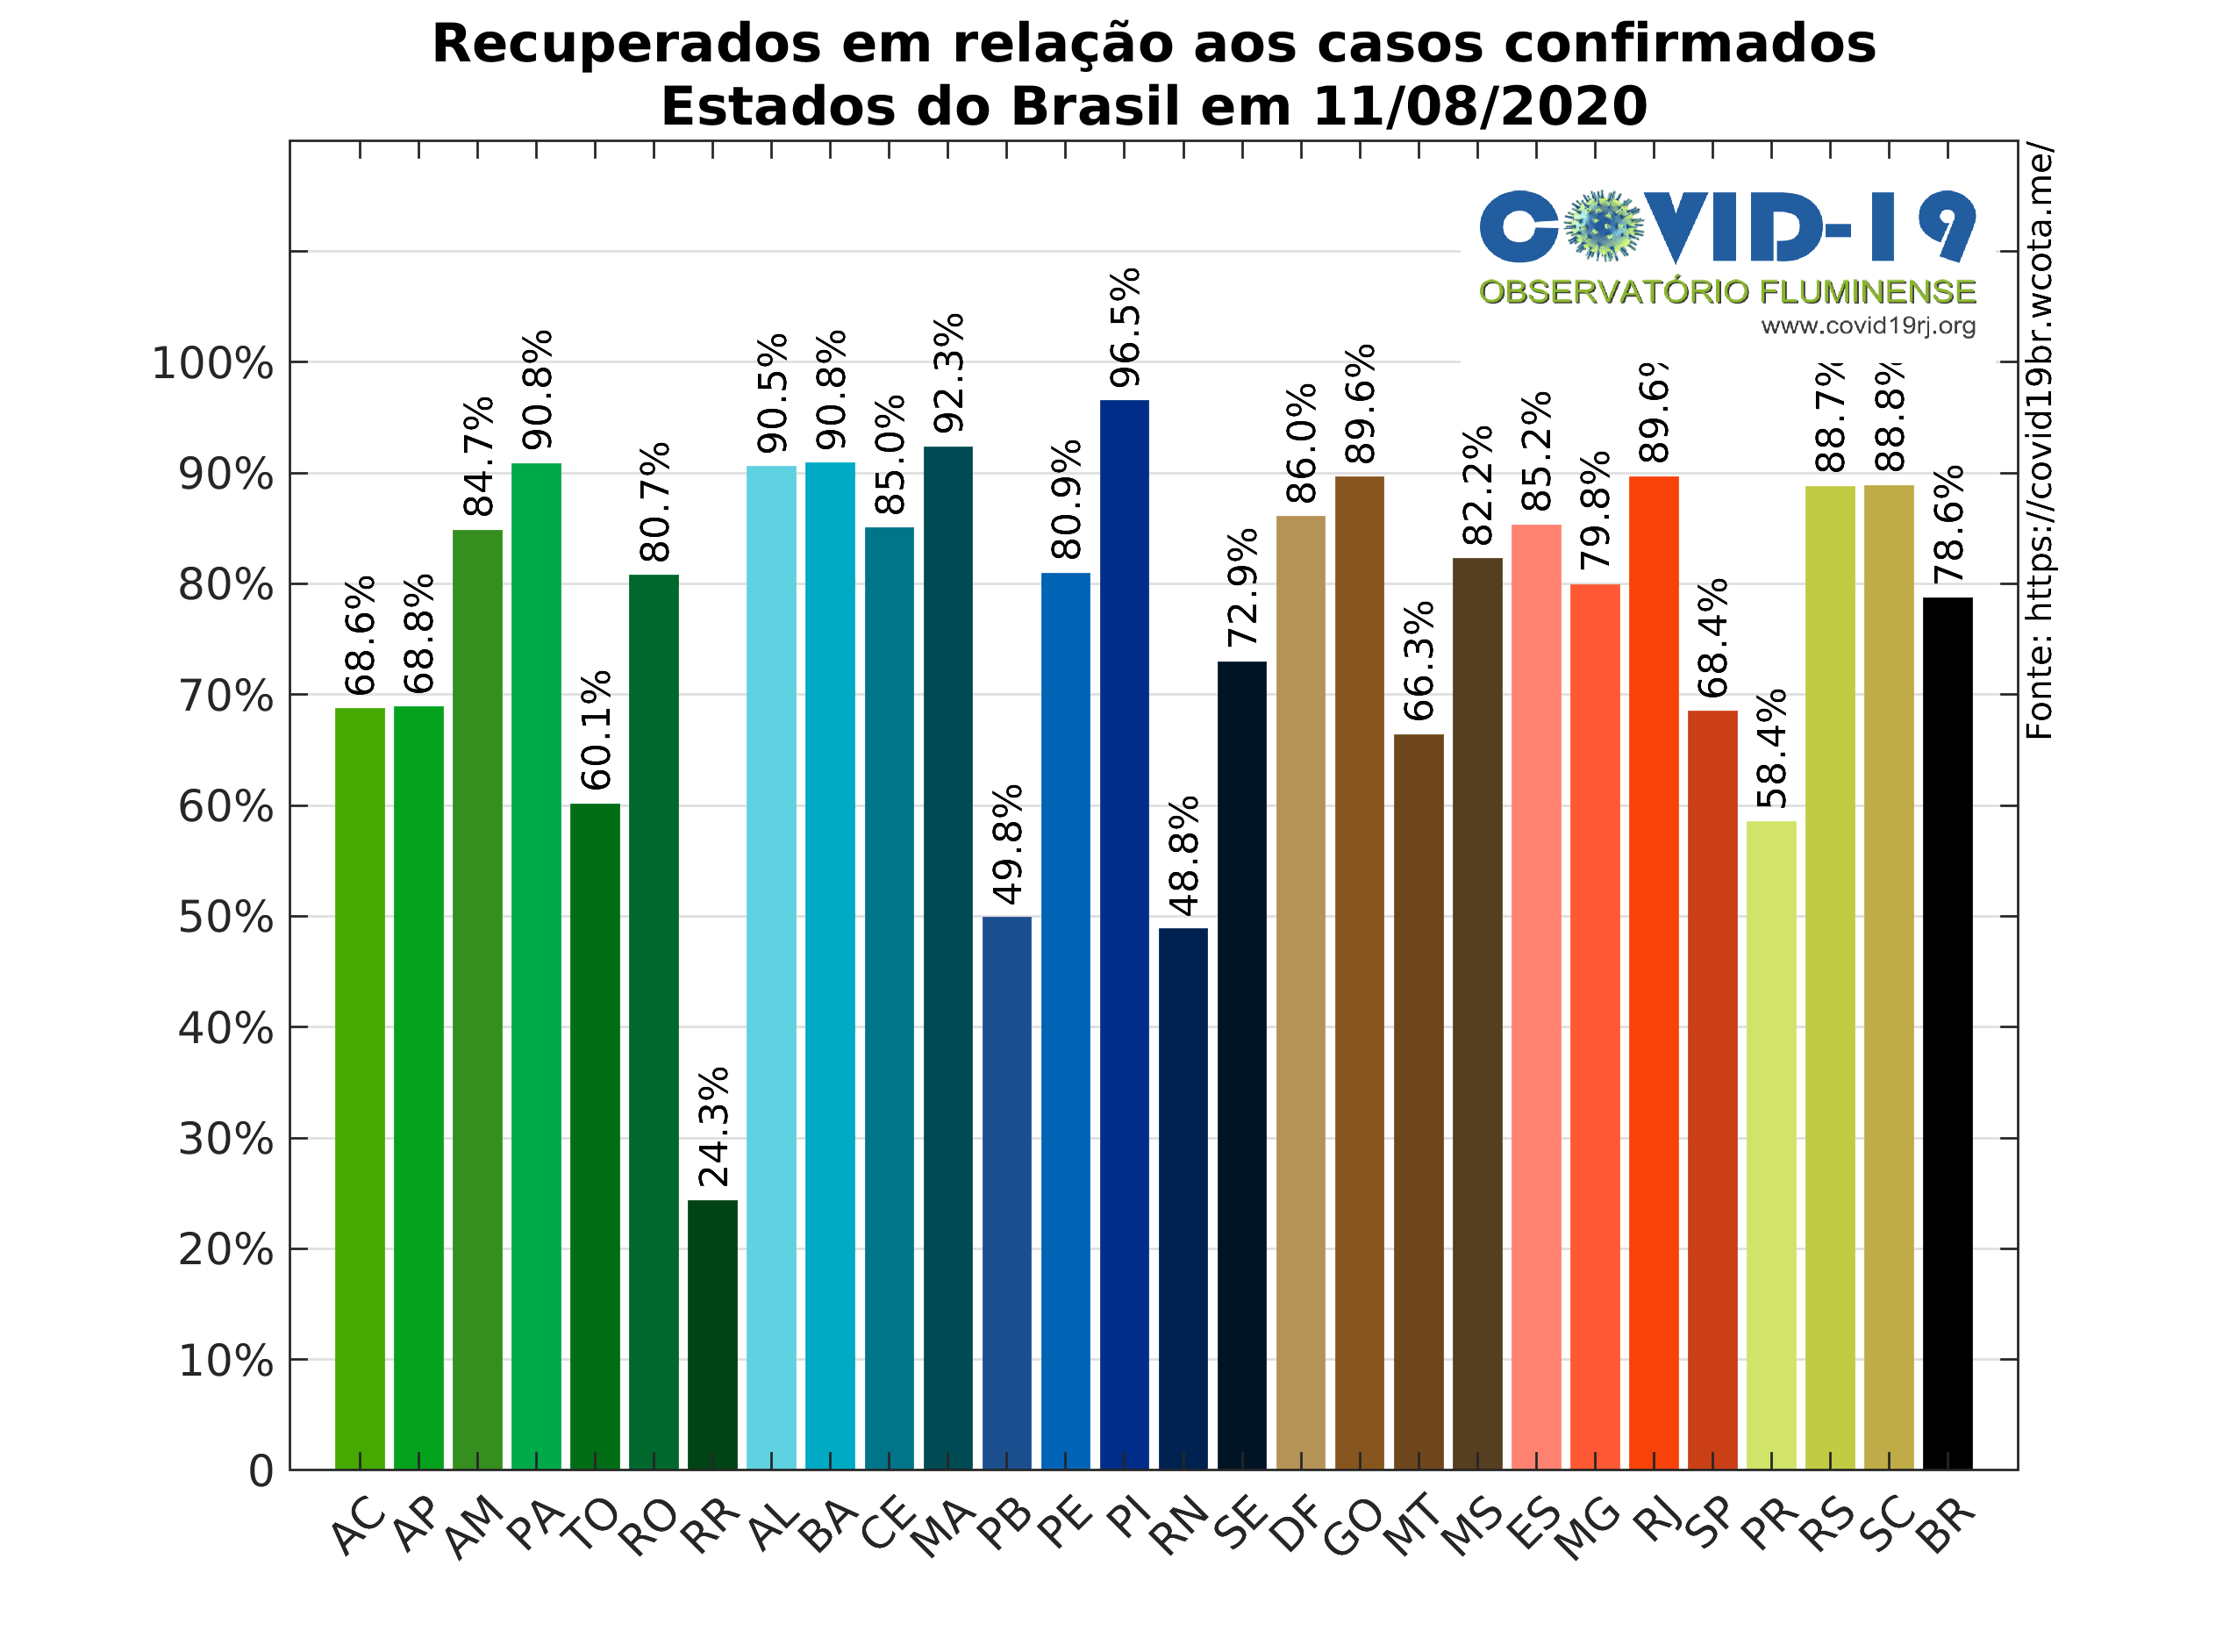 Recuperados em relação aos casos confirmados
Estados do Brasil em 11/08/2020
COVID-19
OBSERVATÓRIO FLUMINENSE
www.covid19rj.org
Fonte: https://covid19br.wcota.me/
100%
90%
80%
70%
60%
50%
40%
30%
20%
10%
0
68.6%
68.8%
84.7%
90.8%
60.1%
80.7%
24.3%
90.5%
90.8%
85.0%
92.3%
49.8%
80.9%
96.5%
48.8%
72.9%
86.0%
89.6%
66.3%
82.2%
85.2%
79.8%
89.6%
68.4%
58.4%
88.7%
88.8%
78.6%
AC
AP
AM
PA
TO
RO
RR
AL
BA
CE
MA
PB
PE
PI
RN
SE
DF
GO
MT
MS
ES
MG
RJ
SP
PR
RS
SC
BR